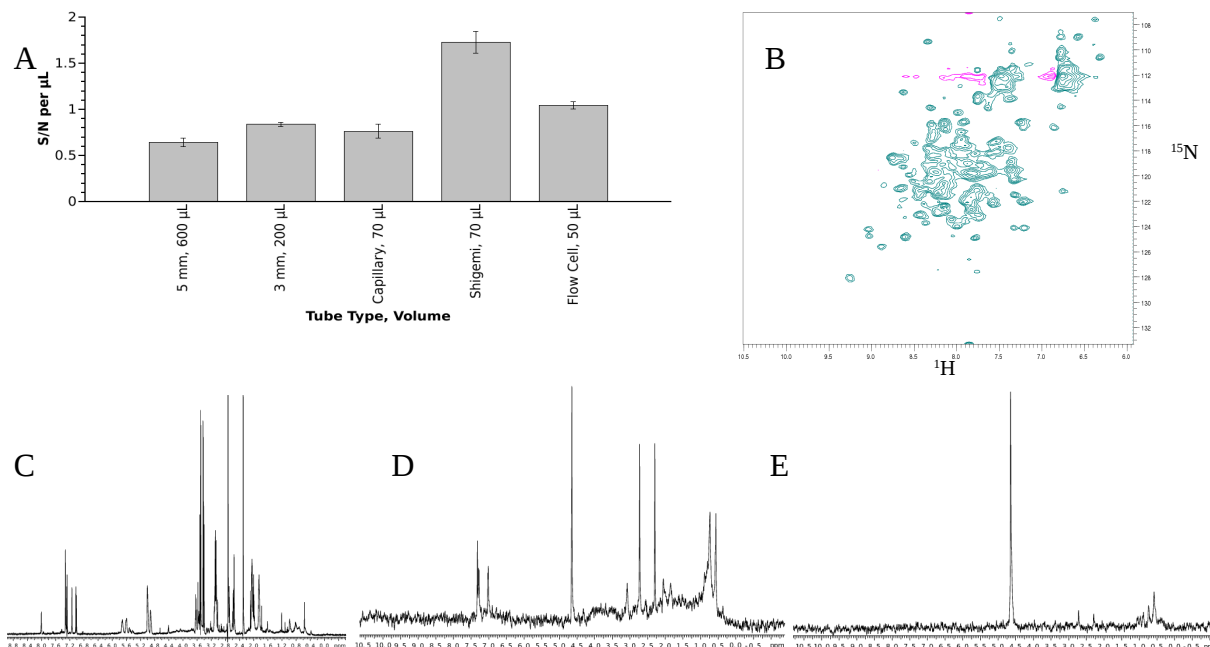 A
S/N per µL
2
1.5
1
0.5
0
5 mm, 600 µL
3 mm, 200 µL
Capillary, 70 µL
Shigemi, 70 µL
Flow Cell, 50 µL
Tube Type, Volume
B
108
110
112
114
116
118
120
122
124
126
128
130
132
¹⁵N
10.5 10.0 9.5 9.0 8.5 8.0 7.5 7.0 6.5 6.0
¹H
C
D
E